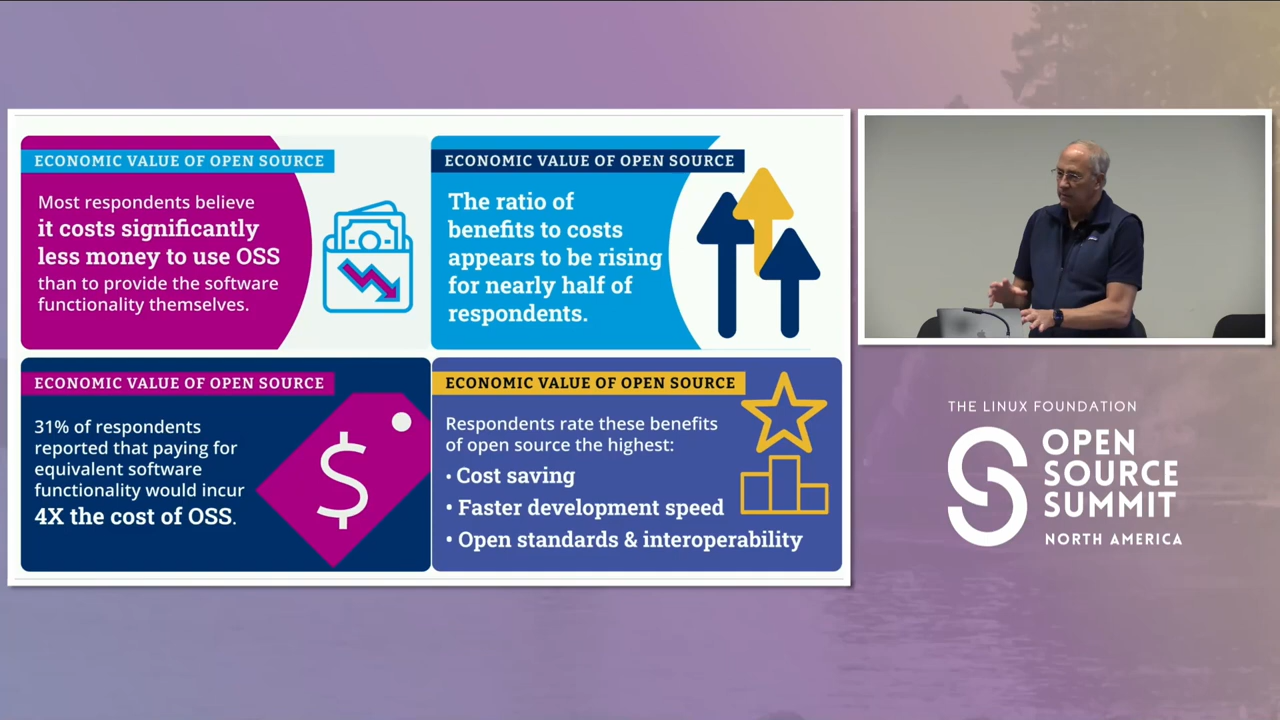 ECONOMIC VALUE OF OPEN SOURCE
Most respondents believe
it costs significantly
less money to use OSS
than to provide the software
functionality themselves.
ECONOMIC VALUE OF OPEN SOURCE
The ratio of
benefits to costs
appears to be rising
for nearly half of
respondents.
ECONOMIC VALUE OF OPEN SOURCE
31% of respondents
reported that paying for
equivalent software
functionality would incur
4X the cost of OSS.
$
ECONOMIC VALUE OF OPEN SOURCE
Respondents rate these benefits
of open source the highest:
• Cost saving
• Faster development speed
• Open standards & interoperability
THE LINUX FOUNDATION
OPEN
SOURCE
SUMMIT
NORTH AMERICA